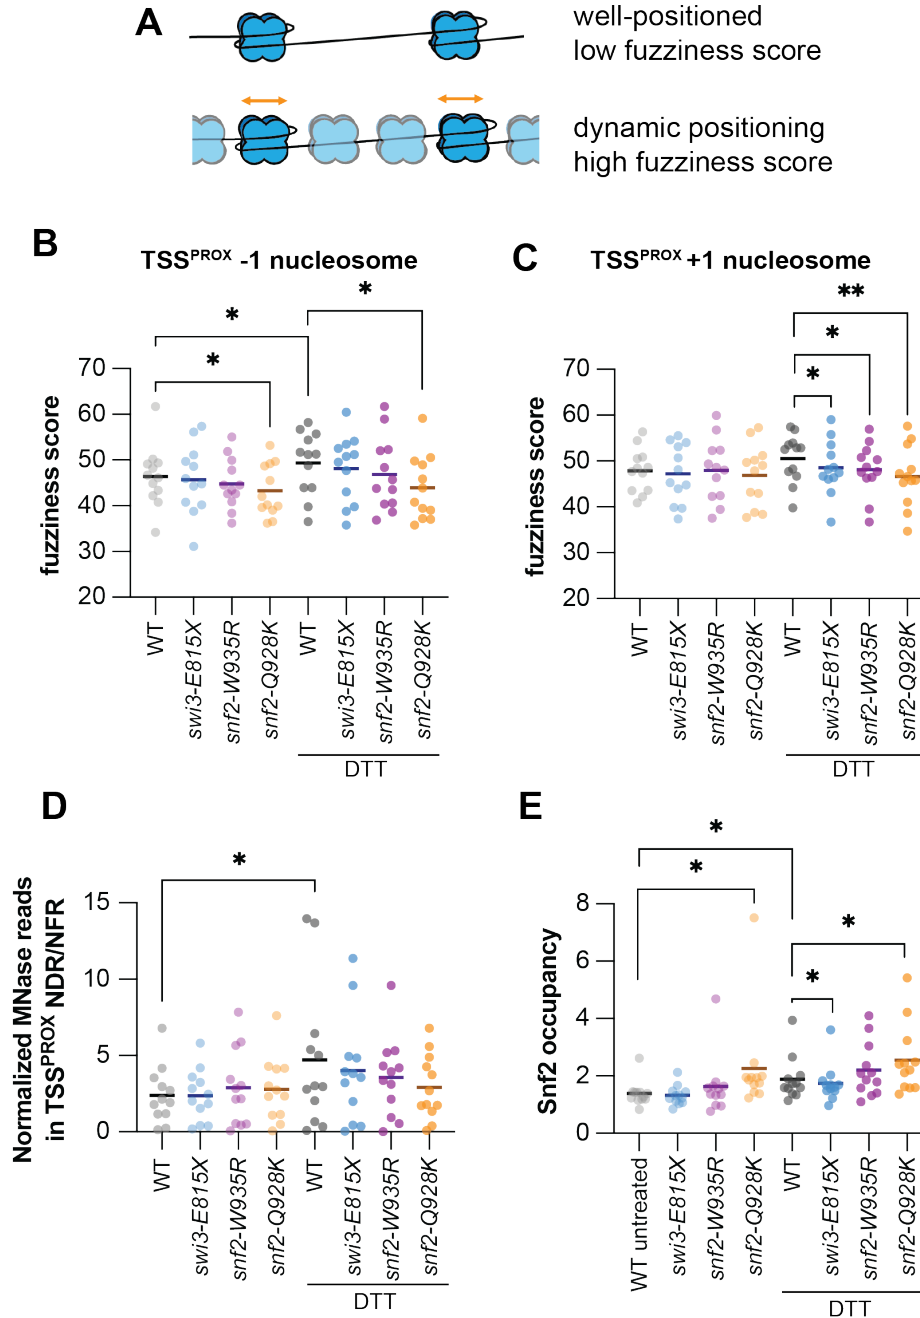 A
well-positioned
low fuzziness score
dynamic positioning
high fuzziness score
B
TSSPROX -1 nucleosome
*
*
*
fuzziness score
70
60
50
40
30
20
WT
swi3-E815X
snf2-W935R
snf2-Q928K
WT
swi3-E815X
snf2-W935R
snf2-Q928K
DTT
C
TSSPROX +1 nucleosome
**
*
*
fuzziness score
70
60
50
40
30
20
WT
swi3-E815X
snf2-W935R
snf2-Q928K
WT
swi3-E815X
snf2-W935R
snf2-Q928K
DTT
D
*
Normalized MNase reads
in TSSPROX NDR/NFR
15
10
5
0
WT
swi3-E815X
snf2-W935R
snf2-Q928K
WT
swi3-E815X
snf2-W935R
snf2-Q928K
DTT
E
*
*
*
*
Snf2 occupancy
8
6
4
2
0
WT untreated
swi3-E815X
snf2-W935R
snf2-Q928K
WT
swi3-E815X
snf2-W935R
snf2-Q928K
DTT